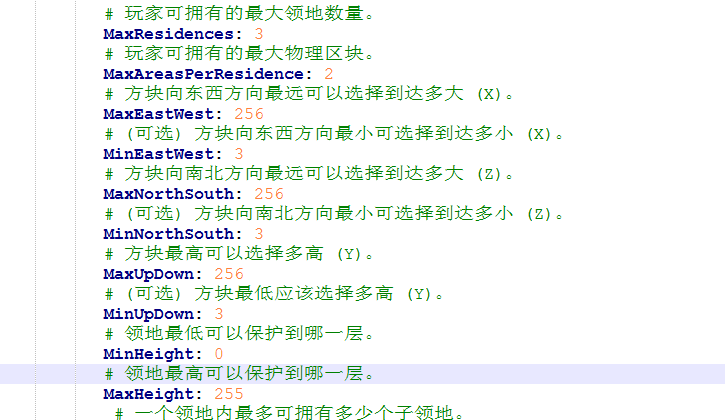 # 玩家可拥有的最大领地数量。
MaxResidences: 3
# 玩家可拥有的最大物理区块。
MaxAreasPerResidence: 2
# 方块向东西方向最远可以选择到达多大 (X)。
MaxEastWest: 256
# (可选) 方块向东西方向最小可选择到达多小 (X)。
MinEastWest: 3
# 方块向南北方向最远可以选择到达多大 (Z)。
MaxNorthSouth: 256
# (可选) 方块向南北方向最小可选择到达多小 (Z)。
MinNorthSouth: 3
# 方块最高可以选择多高 (Y)。
MaxUpDown: 256
# (可选) 方块最低应该选择多高 (Y)。
MinUpDown: 3
# 领地最低可以保护到哪一层。
MinHeight: 0
# 领地最高可以保护到哪一层。
MaxHeight: 255
# 一个领地内最多可拥有多少个子领地。